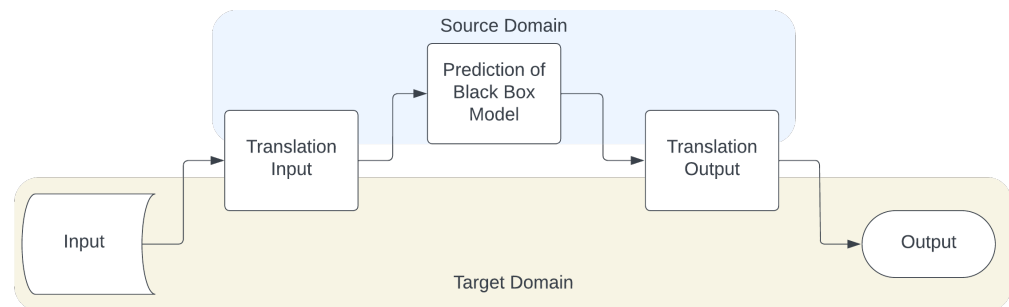 Source Domain
Prediction of
Black Box
Model
Translation
Input
Translation
Output
Input
Output
Target Domain